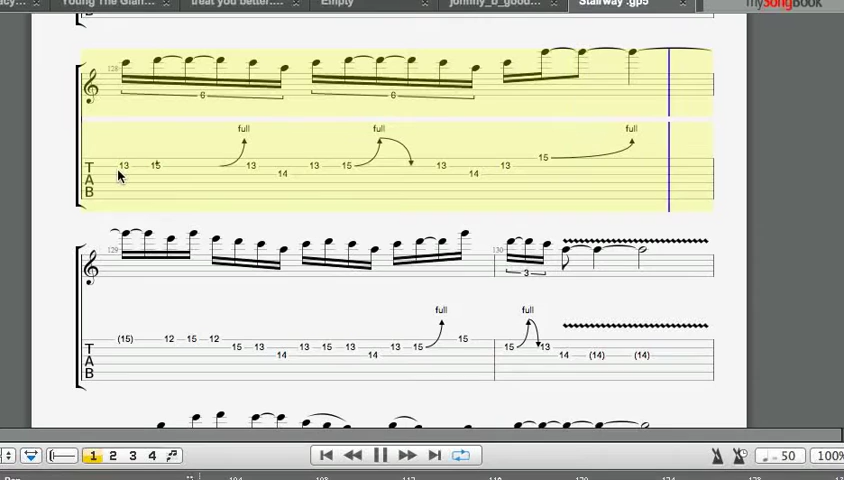 Young The Gian...
treat you better...
Empty
johnny_b_good...
Stairway .gp5
mySongBook
128
6
6
full
full
full
15
13
15
13
13
15
13
13
14
14
T
A
B
129
130
3
full
full
(15)
12
15
12
15
15
13
13
15
13
13
15
15
13
14
14
14
(14)
(14)
T
A
B
1
2
3
4
= 50
100%